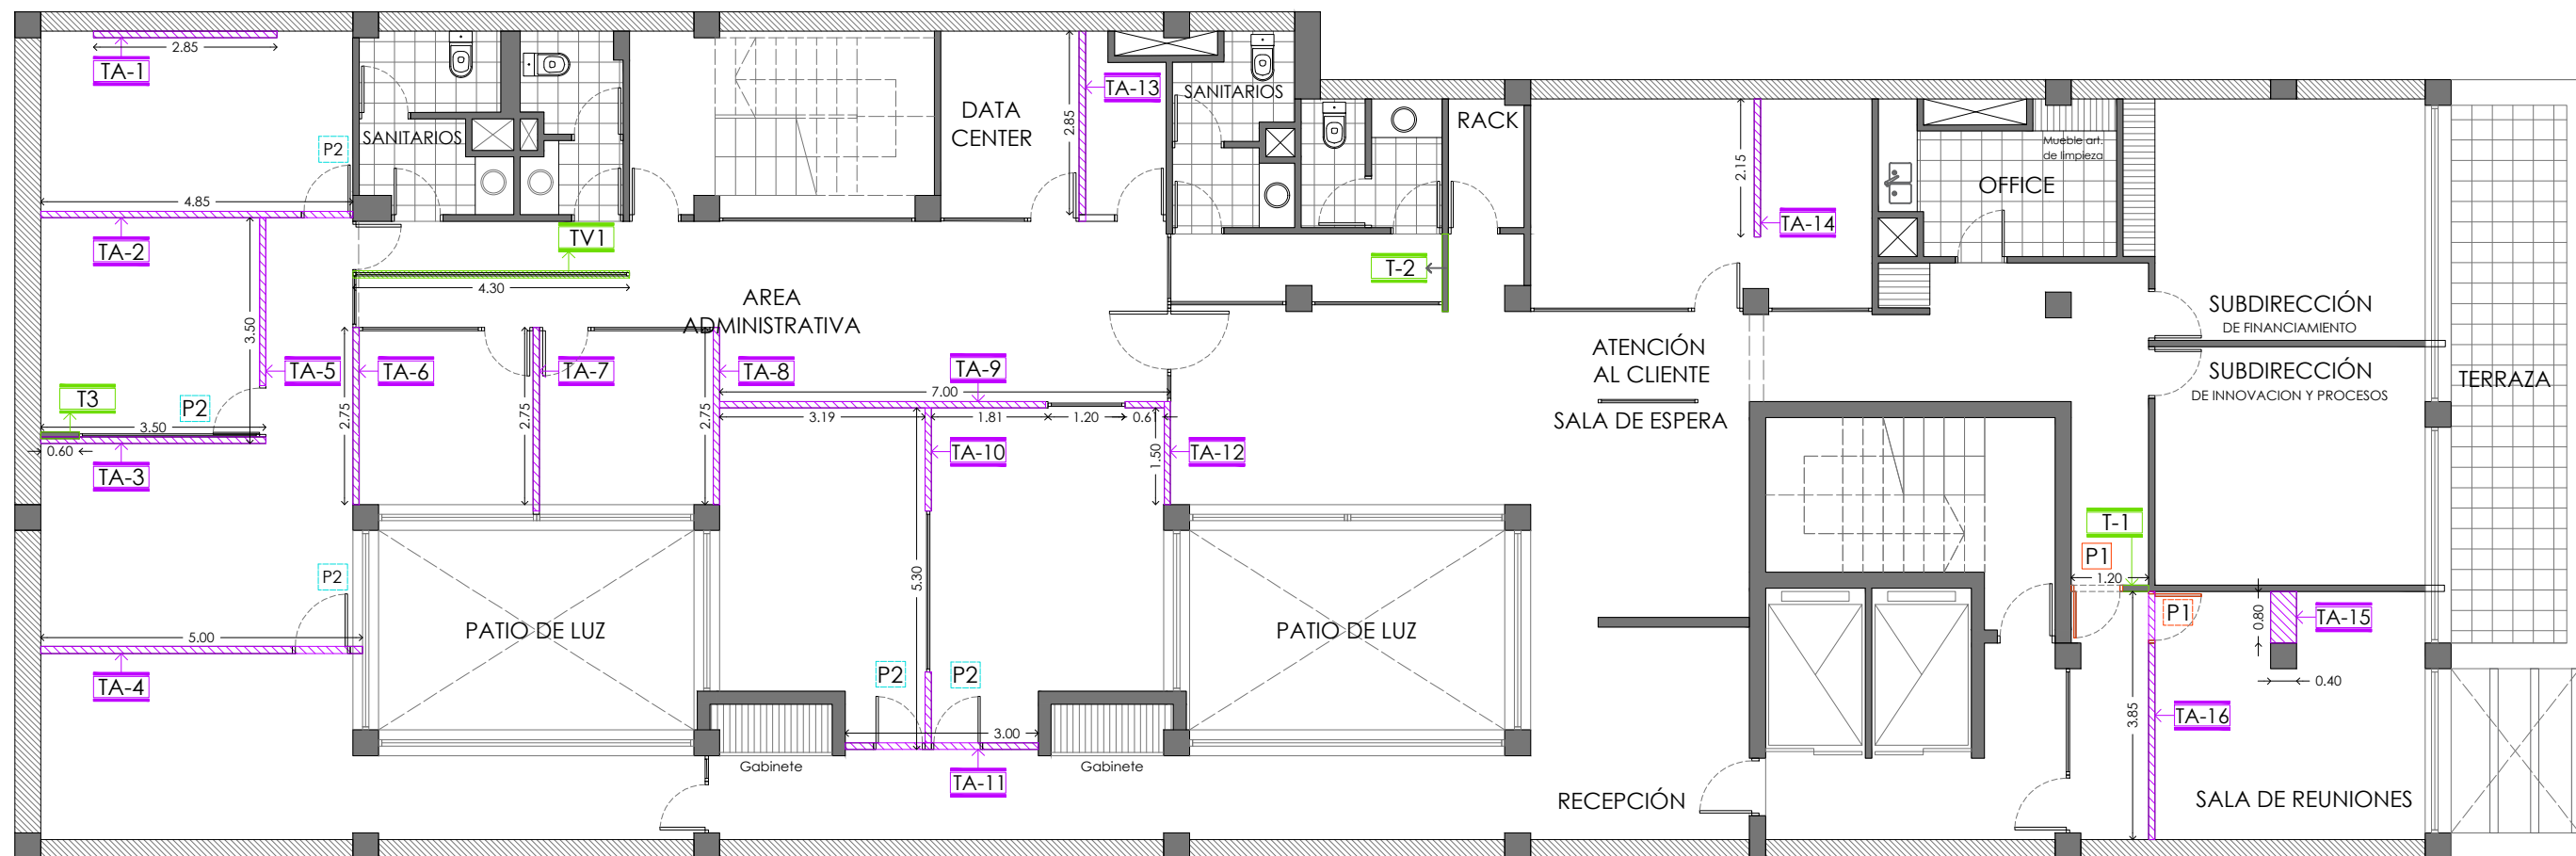 2.85
TA-1
P2
4.85
SANITARIOS
TV1
4.30
DATA
CENTER
2.85
TA-13
SANITARIOS
RACK
T-2
2.15
TA-14
Mueble art.
de limpieza
OFFICE
SUBDIRECCIÓN
DE FINANCIAMIENTO
SUBDIRECCIÓN
DE INNOVACION Y PROCESOS
TERRAZA
TA-2
3.50
TA-5
T3
P2
3.50
0.60
TA-3
AREA
ADMINISTRATIVA
2.75
TA-6
2.75
TA-7
2.75
TA-8
TA-9
7.00
3.19
1.81
1.20
0.61
TA-10
1.50
TA-12
ATENCIÓN
AL CLIENTE
SALA DE ESPERA
T-1
P1
1.20
P1
0.80
TA-15
0.40
P2
5.00
TA-4
PATIO DE LUZ
5.30
P2
P2
3.00
TA-11
Gabinete
Gabinete
PATIO DE LUZ
RECEPCIÓN
3.85
TA-16
SALA DE REUNIONES